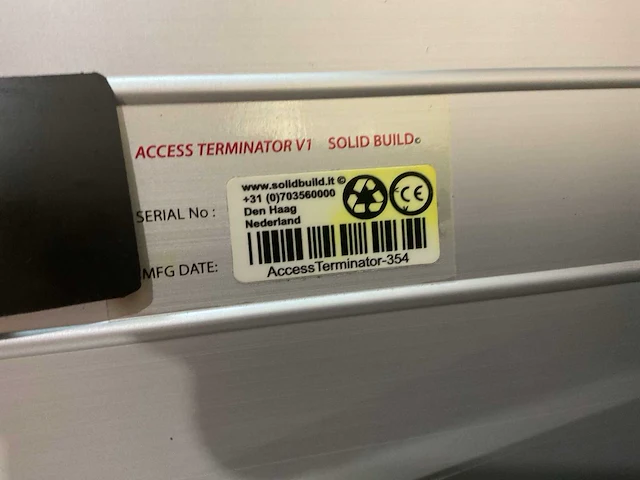 ACCESS TERMINATOR V1 SOLID BUILD©
www.solidbuild.it ©
+31 (0)703560000
Den Haag
Nederland
CE
SERIAL No :
MFG DATE:
AccessTerminator-354